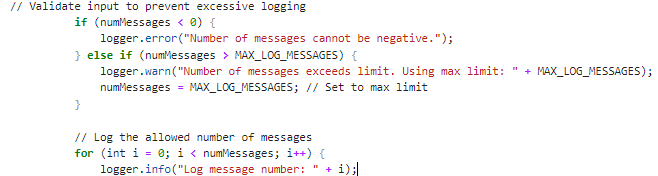 // Validate input to prevent excessive logging
if (numMessages < 0) {
logger.error("Number of messages cannot be negative.");
} else if (numMessages > MAX_LOG_MESSAGES) {
logger.warn("Number of messages exceeds limit. Using max limit: " + MAX_LOG_MESSAGES);
numMessages = MAX_LOG_MESSAGES; // Set to max limit
}
// Log the allowed number of messages
for (int i = 0; i < numMessages; i++) {
logger.info("Log message number: " + i);